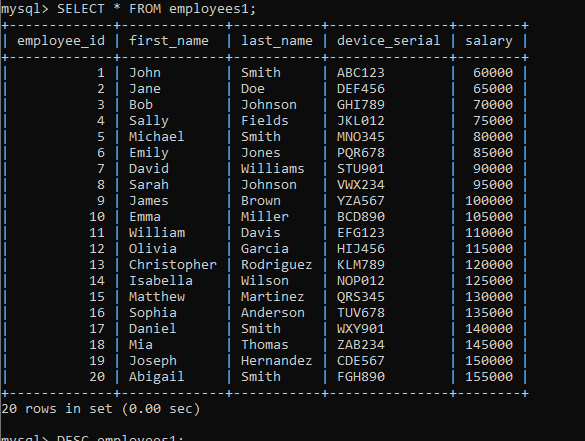 mysql> SELECT * FROM employees1;
+-------------+-------------+-----------+---------------+--------+
| employee_id | first_name | last_name | device_serial | salary |
+-------------+-------------+-----------+---------------+--------+
| 1 | John | Smith | ABC123 | 60000 |
| 2 | Jane | Doe | DEF456 | 65000 |
| 3 | Bob | Johnson | GHI789 | 70000 |
| 4 | Sally | Fields | JKL012 | 75000 |
| 5 | Michael | Smith | MNO345 | 80000 |
| 6 | Emily | Jones | PQR678 | 85000 |
| 7 | David | Williams | STU901 | 90000 |
| 8 | Sarah | Johnson | VWX234 | 95000 |
| 9 | James | Brown | YZA567 | 100000 |
| 10 | Emma | Miller | BCD890 | 105000 |
| 11 | William | Davis | EFG123 | 110000 |
| 12 | Olivia | Garcia | HIJ456 | 115000 |
| 13 | Christopher | Rodriguez | KLM789 | 120000 |
| 14 | Isabella | Wilson | NOP012 | 125000 |
| 15 | Matthew | Martinez | QRS345 | 130000 |
| 16 | Sophia | Anderson | TUV678 | 135000 |
| 17 | Daniel | Smith | WXY901 | 140000 |
| 18 | Mia | Thomas | ZAB234 | 145000 |
| 19 | Joseph | Hernandez | CDE567 | 150000 |
| 20 | Abigail | Smith | FGH890 | 155000 |
+-------------+-------------+-----------+---------------+--------+
20 rows in set (0.00 sec)
mysql> DESC employees1;